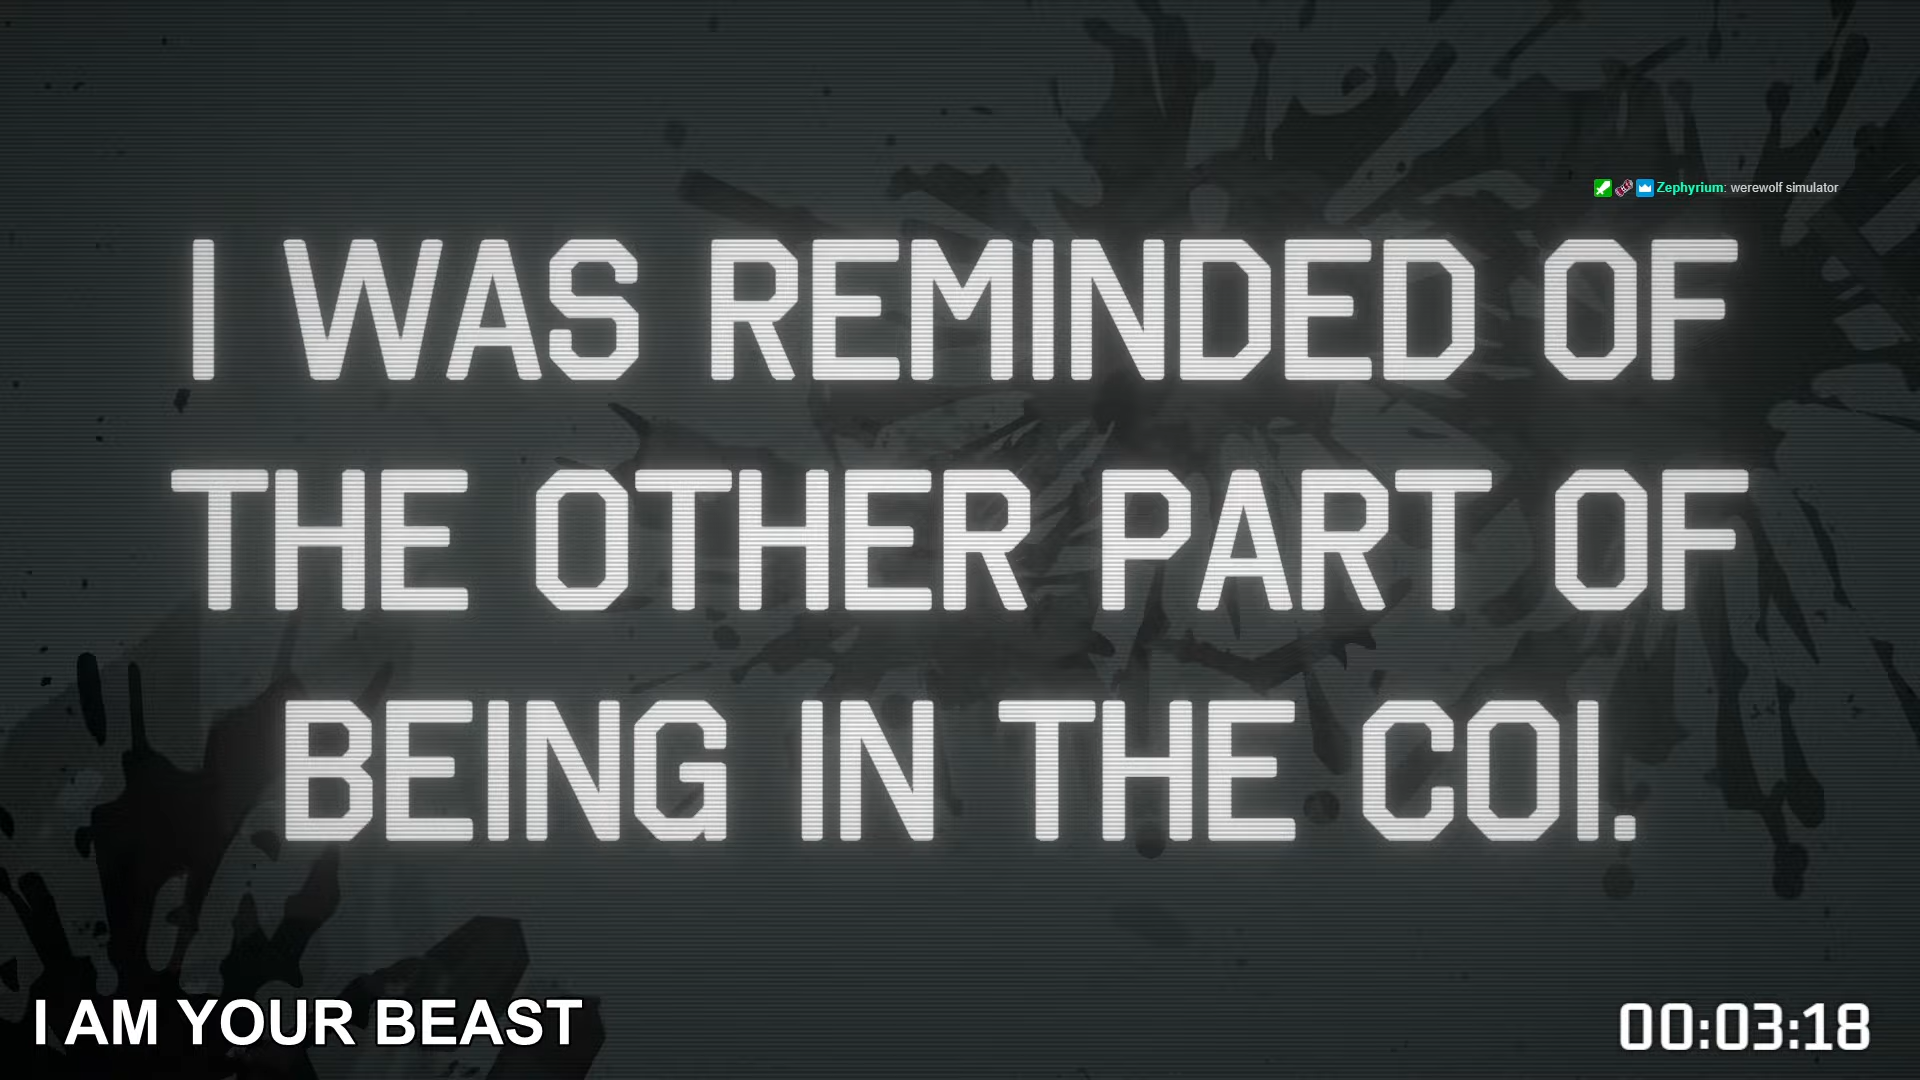 Zephyrium: werewolf simulator
I WAS REMINDED OF
THE OTHER PART OF
BEING IN THE COI.
I AM YOUR BEAST
00:03:18